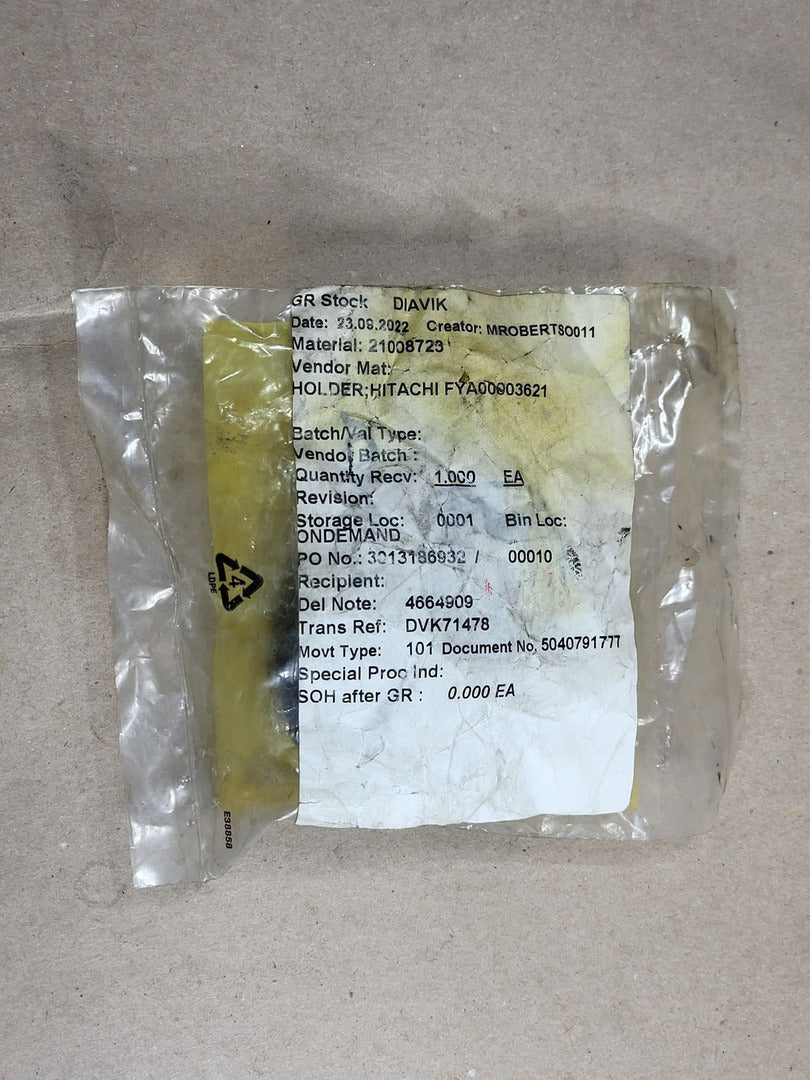 GR Stock DIAVIK
Date: 23.09.2022 Creator: MROBERTSO011
Material: 21008723
Vendor Mat:
HOLDER;HITACHI FYA00003621
Batch/Val Type:
Vendor Batch :
Quantity Recv: 1.000 EA
Revision:
Storage Loc: 0001 Bin Loc:
ONDEMAND
PO No.: 3013186932 / 00010
Recipient:
Del Note: 4664909
Trans Ref: DVK71478
Movt Type: 101 Document No. 5040791777
Special Proc Ind:
SOH after GR : 0.000 EA
4
LDPE
E38858